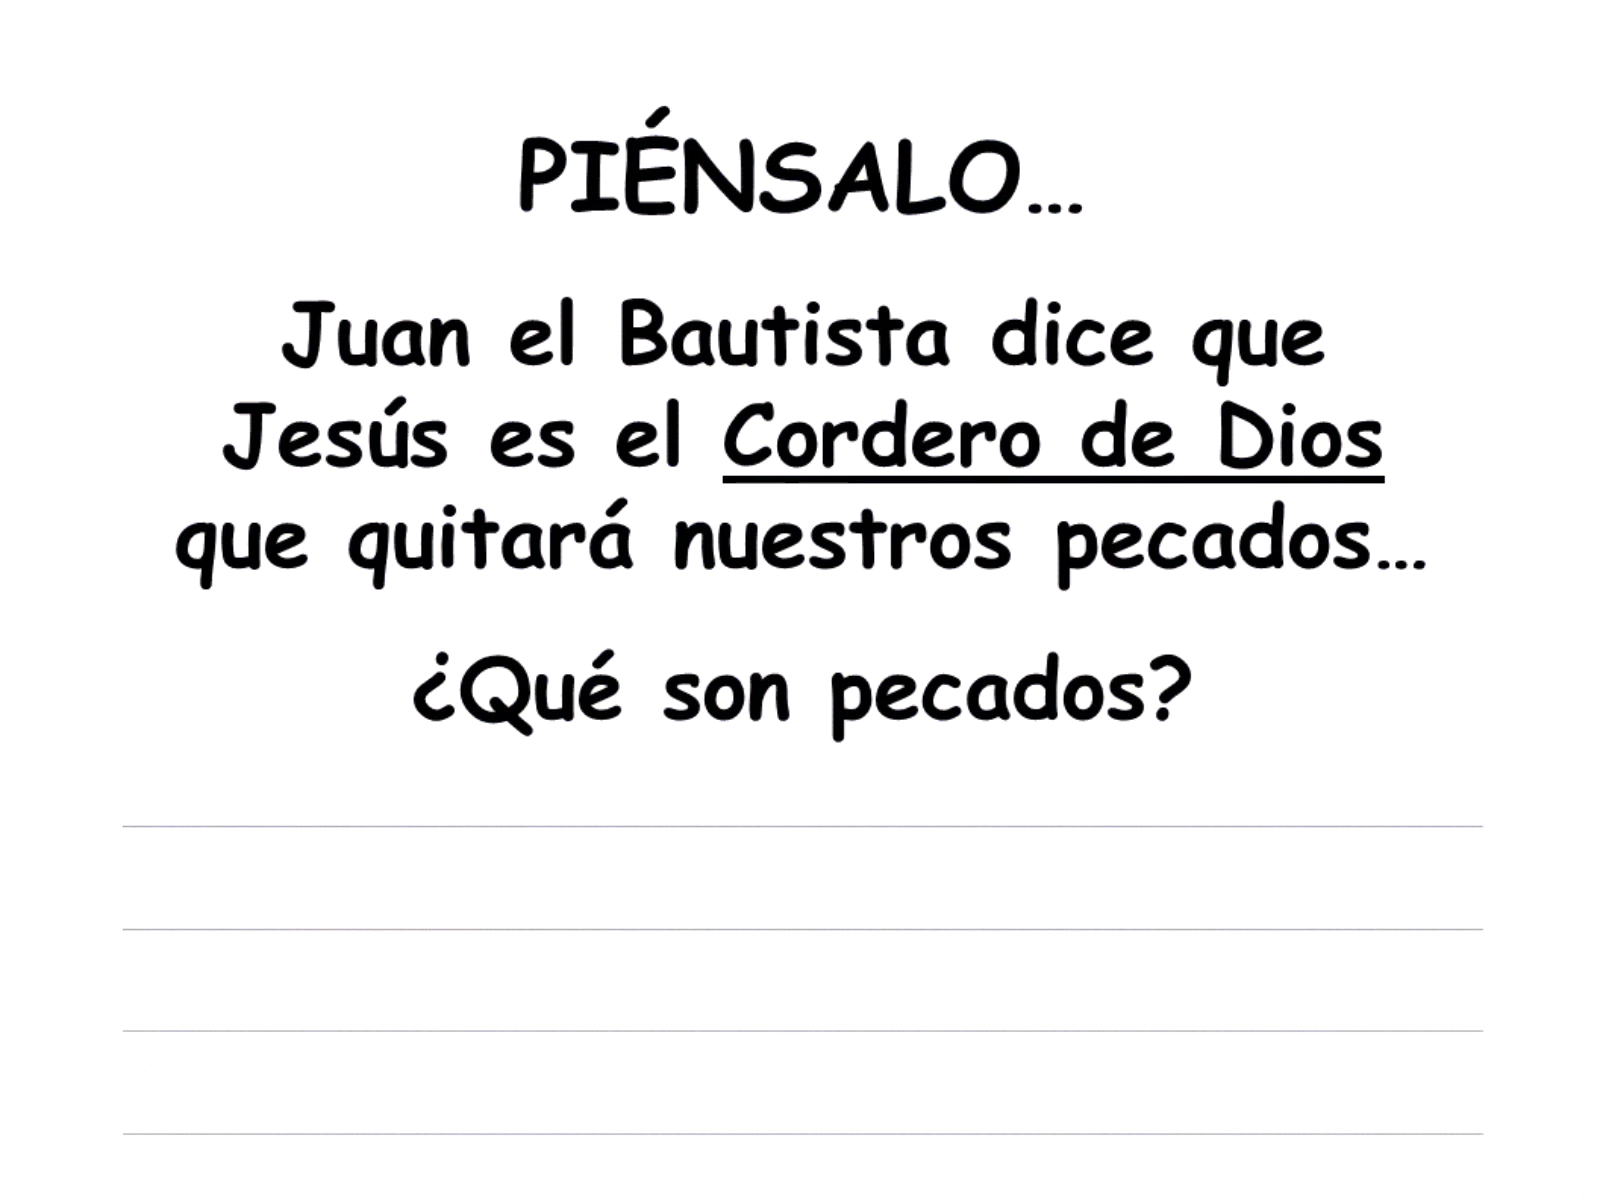 PIÉNSALO...
Juan el Bautista dice que
Jesús es el Cordero de Dios
que quitará nuestros pecados...
¿Qué son pecados?